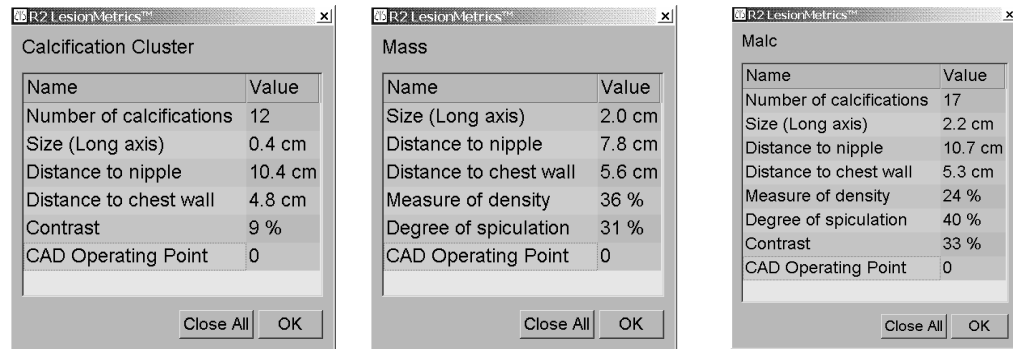 R2 LesionMetrics™
Calcification Cluster
Name Value
Number of calcifications 12
Size (Long axis) 0.4 cm
Distance to nipple 10.4 cm
Distance to chest wall 4.8 cm
Contrast 9 %
CAD Operating Point 0
Close All OK
R2 LesionMetrics™
Mass
Name Value
Size (Long axis) 2.0 cm
Distance to nipple 7.8 cm
Distance to chest wall 5.6 cm
Measure of density 36 %
Degree of spiculation 31 %
CAD Operating Point 0
Close All OK
R2 LesionMetrics™
Malc
Name Value
Number of calcifications 17
Size (Long axis) 2.2 cm
Distance to nipple 10.7 cm
Distance to chest wall 5.3 cm
Measure of density 24 %
Degree of spiculation 40 %
Contrast 33 %
CAD Operating Point 0
Close All OK